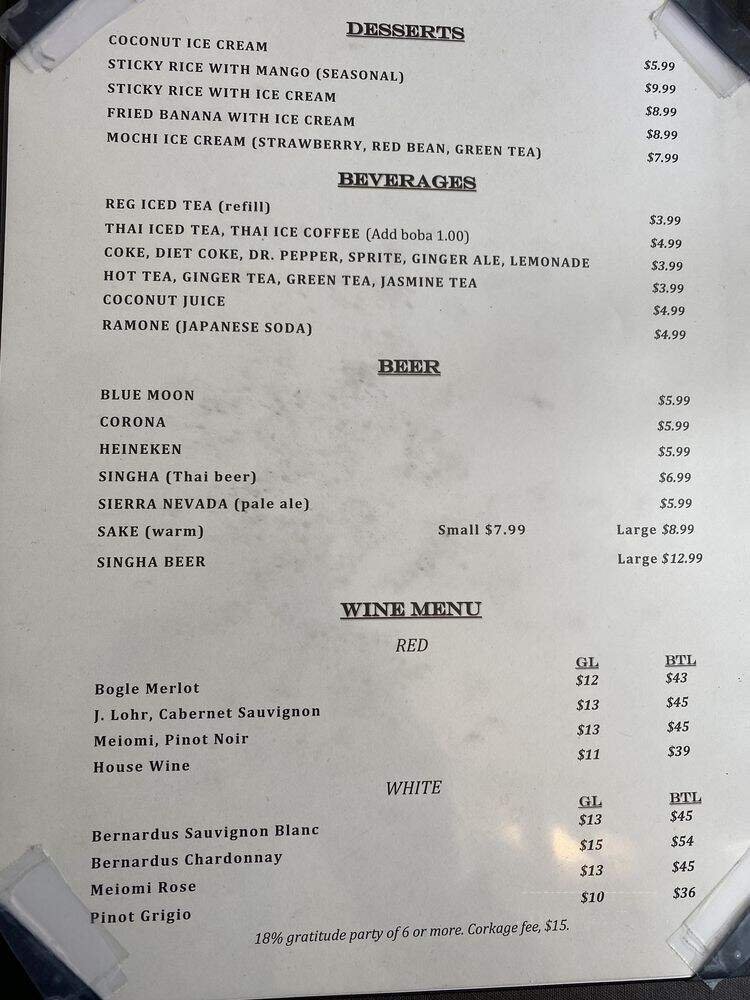 DESSERTS
COCONUT ICE CREAM $5.99
STICKY RICE WITH MANGO (SEASONAL) $9.99
STICKY RICE WITH ICE CREAM $8.99
FRIED BANANA WITH ICE CREAM $8.99
MOCHI ICE CREAM (STRAWBERRY, RED BEAN, GREEN TEA) $7.99
BEVERAGES
REG ICED TEA (refill) $3.99
THAI ICED TEA, THAI ICE COFFEE (Add boba 1.00) $4.99
COKE, DIET COKE, DR. PEPPER, SPRITE, GINGER ALE, LEMONADE $3.99
HOT TEA, GINGER TEA, GREEN TEA, JASMINE TEA $3.99
COCONUT JUICE $4.99
RAMONE (JAPANESE SODA) $4.99
BEER
BLUE MOON $5.99
CORONA $5.99
HEINEKEN $5.99
SINGHA (Thai beer) $6.99
SIERRA NEVADA (pale ale) $5.99
SAKE (warm) Small $7.99 Large $8.99
SINGHA BEER Large $12.99
WINE MENU
RED
GL BTL
Bogle Merlot $12 $43
J. Lohr, Cabernet Sauvignon $13 $45
Meiomi, Pinot Noir $13 $45
House Wine $11 $39
WHITE
GL BTL
Bernardus Sauvignon Blanc $13 $45
Bernardus Chardonnay $15 $54
Meiomi Rose $13 $45
Pinot Grigio $10 $36
18% gratitude party of 6 or more. Corkage fee, $15.